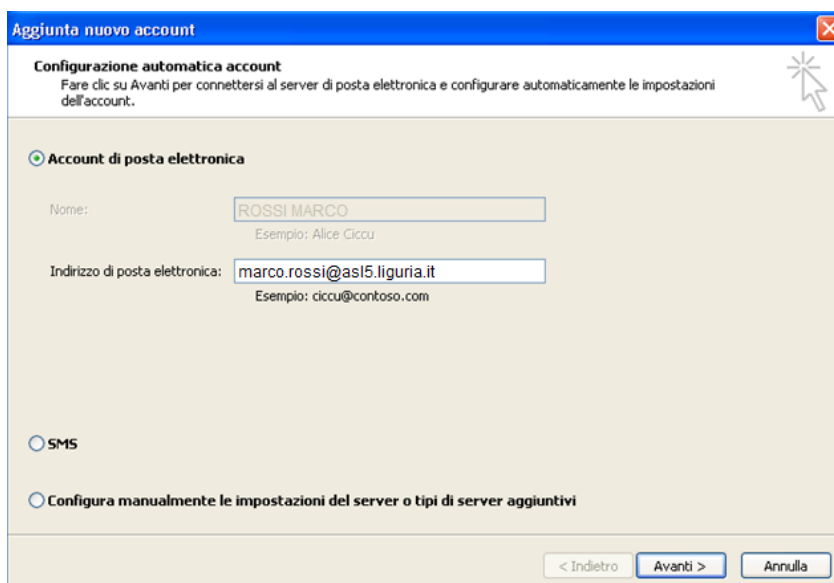 Aggiunta nuovo account
Configurazione automatica account
Fare clic su Avanti per connettersi al server di posta elettronica e configurare automaticamente le impostazioni
dell'account.
Account di posta elettronica
Nome:
ROSSI MARCO
Esempio: Alice Ciccu
Indirizzo di posta elettronica:
marco.rossi@asl5.liguria.it
Esempio: ciccu@contoso.com
SMS
Configura manualmente le impostazioni del server o tipi di server aggiuntivi
< Indietro
Avanti >
Annulla